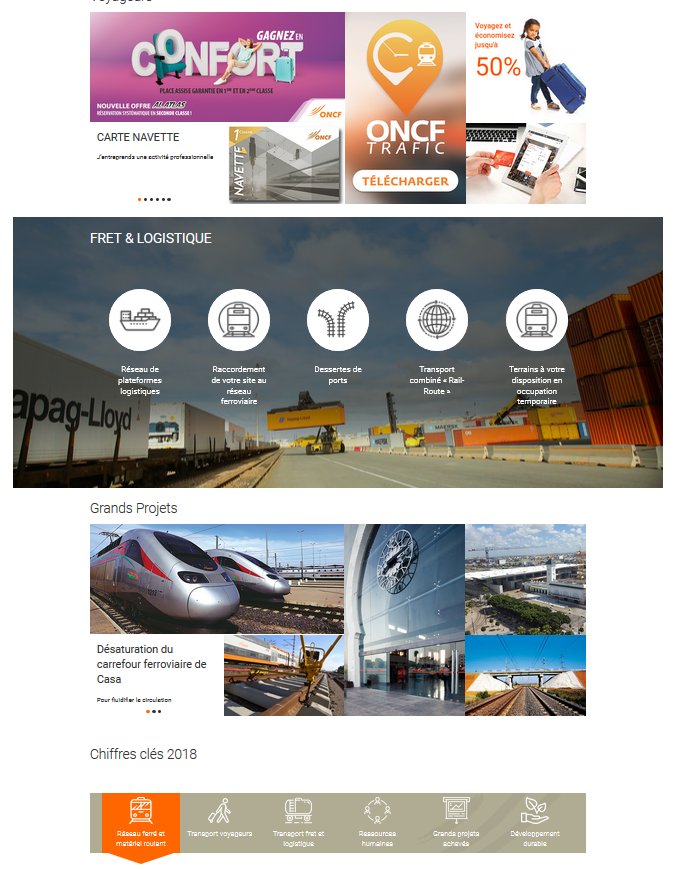 Voyageurs
GAGNEZ EN
CONFORT
PLACE ASSISE GARANTIE EN 1ÈRE ET EN 2ÈME CLASSE
NOUVELLE OFFRE Al ATLAS
RÉSERVATION SYSTÉMATIQUE EN SECONDE CLASSE !
ONCF
ONCF
TRAFIC
TÉLÉCHARGER
Voyagez et
économisez
jusqu'à
50%
CARTE NAVETTE
J'entreprends une activité professionnelle
1
NAVETTE
ONCF
FRET & LOGISTIQUE
Réseau de
plateformes
logistiques
Raccordement
de votre site au
réseau
ferroviaire
Dessertes de
ports
Transport
combiné « Rail-
Route »
Terrains à votre
disposition en
occupation
temporaire
apag-Lloyd
MAERSK
Grands Projets
Désaturation du
carrefour ferroviaire de
Casa
Pour fluidifier la circulation
Chiffres clés 2018
Réseau ferré et
matériel roulant
Transport voyageurs
Transport fret et
logistique
Ressources
humaines
Grands projets
achevés
Développement
durable